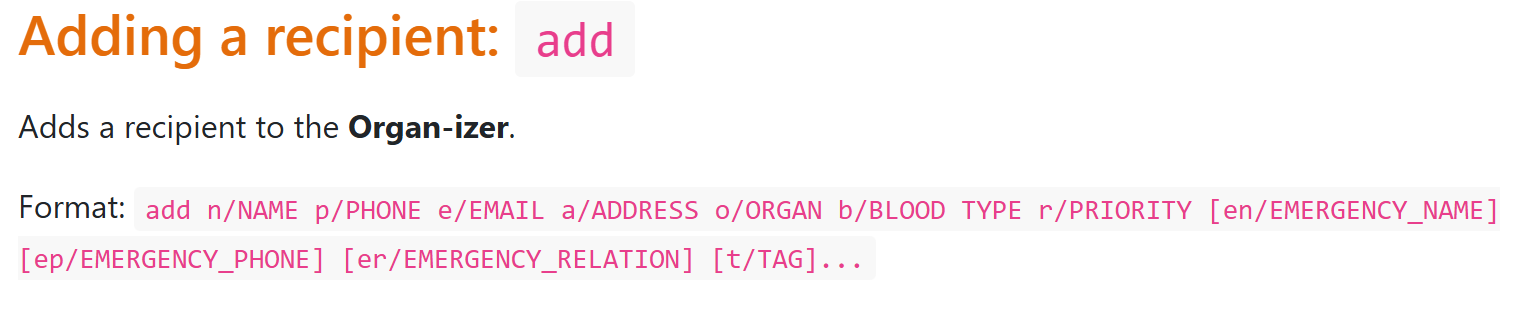 Adding a recipient: add
Adds a recipient to the Organ-izer.
Format: add n/NAME p/PHONE e/EMAIL a/ADDRESS o/ORGAN b/BLOOD TYPE r/PRIORITY [en/EMERGENCY_NAME]
[ep/EMERGENCY_PHONE] [er/EMERGENCY_RELATION] [t/TAG]...